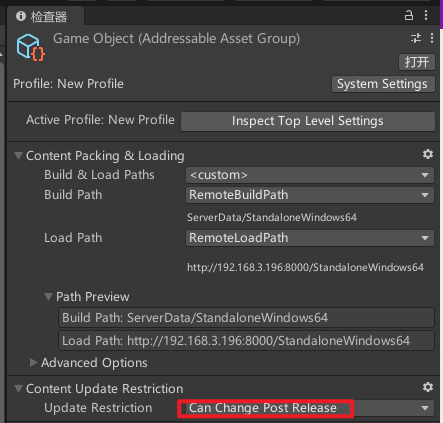 检查器
Game Object (Addressable Asset Group)
打开
Profile: New Profile
System Settings
Active Profile: New Profile
Inspect Top Level Settings
Content Packing & Loading
Build & Load Paths
<custom>
Build Path
RemoteBuildPath
ServerData/StandaloneWindows64
Load Path
RemoteLoadPath
http://192.168.3.196:8000/StandaloneWindows64
Path Preview
Build Path: ServerData/StandaloneWindows64
Load Path: http://192.168.3.196:8000/StandaloneWindows64
Advanced Options
Content Update Restriction
Update Restriction
Can Change Post Release